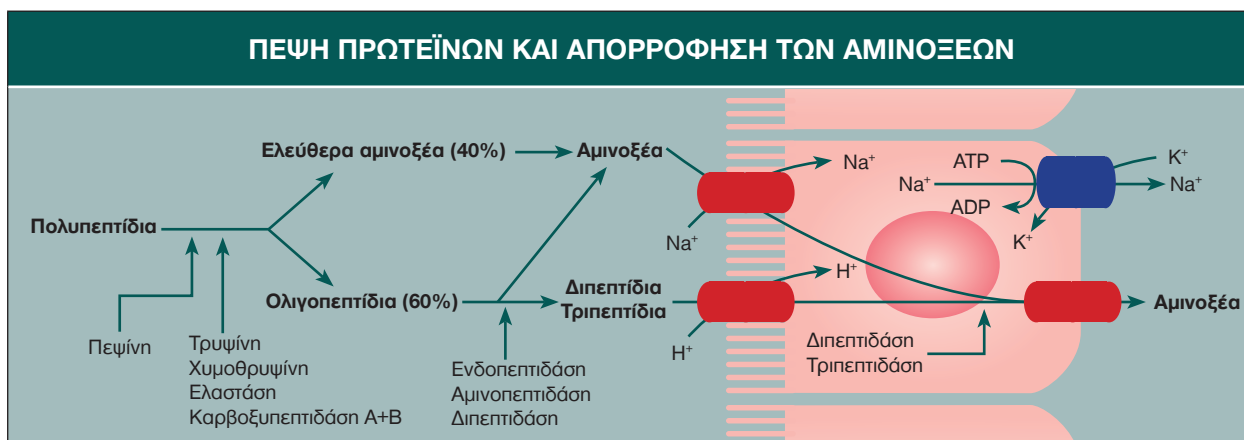 ΠΕΨΗ ΠΡΩΤΕΪΝΩΝ ΚΑΙ ΑΠΟΡΡΟΦΗΣΗ ΤΩΝ ΑΜΙΝΟΞΕΩΝ
Πολυπεπτίδια
Πεψίνη
Τρυψίνη
Χυμοθρυψίνη
Ελαστάση
Καρβοξυπεπτιδάση Α+Β
Ελεύθερα αμινοξέα (40%)
Ολιγοπεπτίδια (60%)
Ενδοπεπτιδάση
Αμινοπεπτιδάση
Διπεπτιδάση
Αμινοξέα
Διπεπτίδια
Τριπεπτίδια
Na⁺
Na⁺
H⁺
H⁺
ATP
Na⁺
ADP
K⁺
K⁺
Na⁺
Διπεπτιδάση
Τριπεπτιδάση
Αμινοξέα